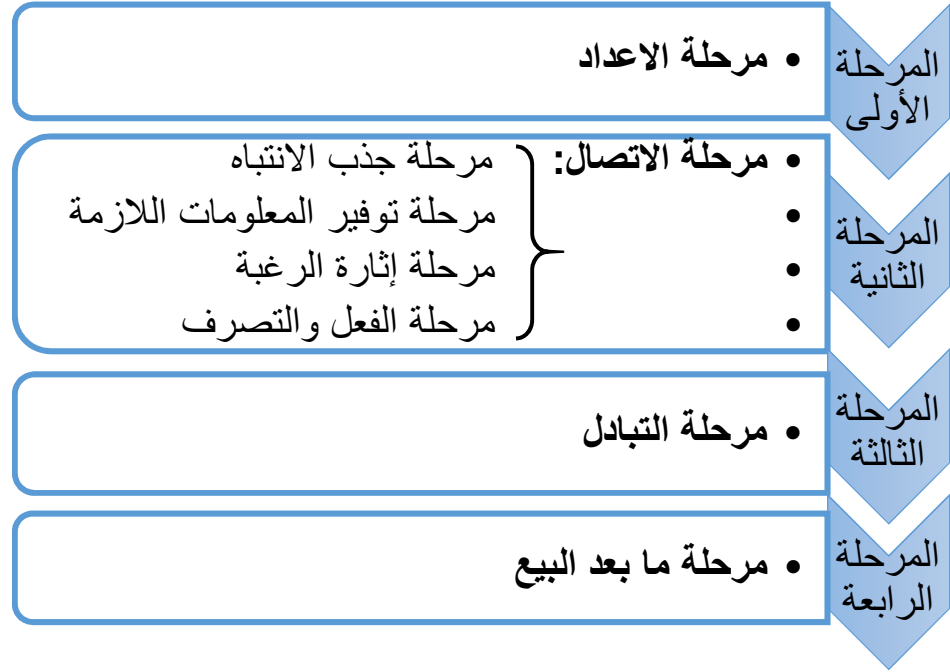 المرحلة
الأولى
• مرحلة الاعداد
المرحلة
الثانية
• مرحلة الاتصال: مرحلة جذب الانتباه
• مرحلة توفير المعلومات اللازمة
• مرحلة إثارة الرغبة
• مرحلة الفعل والتصرف
المرحلة
الثالثة
• مرحلة التبادل
المرحلة
الرابعة
• مرحلة ما بعد البيع